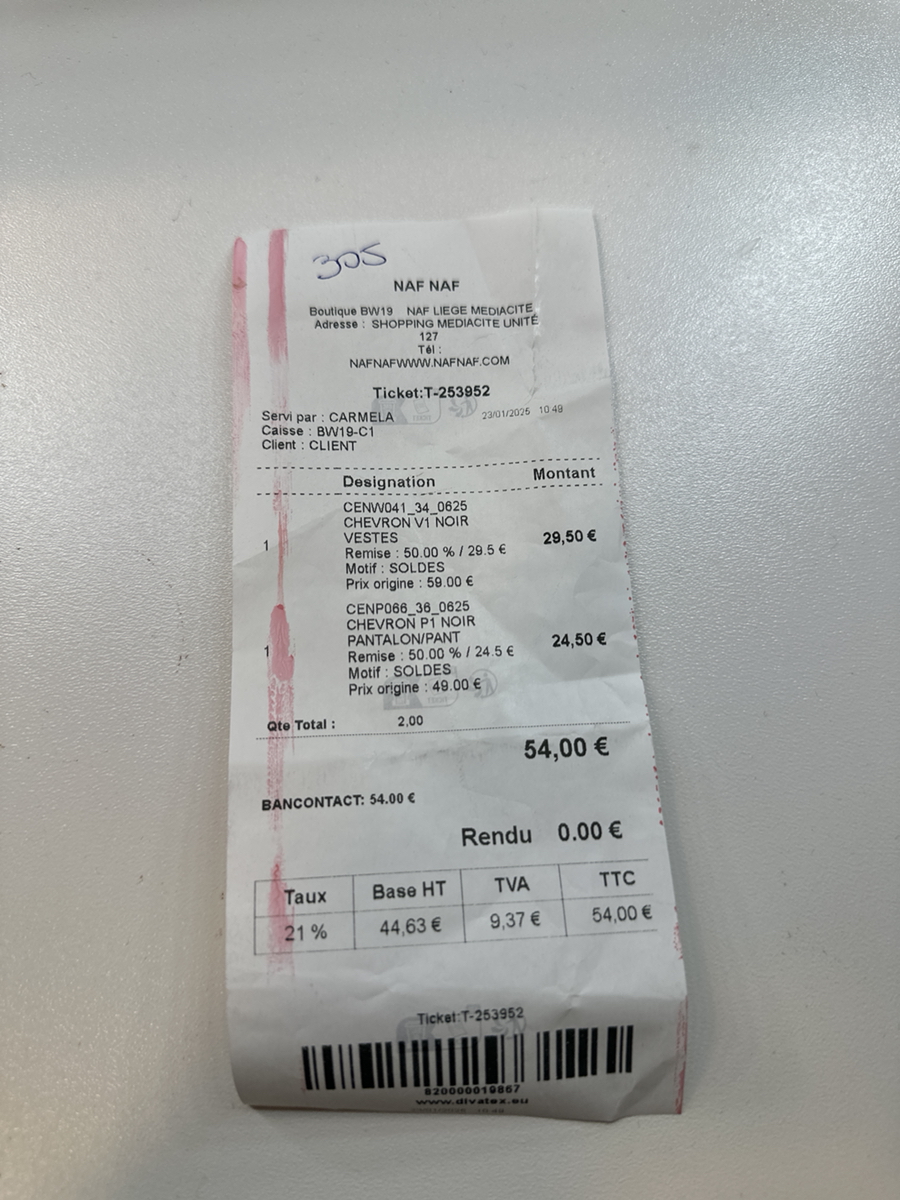 305
NAF NAF
Boutique BW19 NAF LIEGE MEDIACITE
Adresse : SHOPPING MEDIACITE UNITÉ
127
Tél :
NAFNAFWWW.NAFNAF.COM
Ticket:T-253952
Servi par : CARMELA 23/01/2025 10:49
Caisse : BW19-C1
Client : CLIENT
Designation Montant
CENW041_34_0625
CHEVRON V1 NOIR
1 VESTES 29,50 €
Remise : 50.00 % / 29.5 €
Motif : SOLDES
Prix origine : 59.00 €
CENP066_36_0625
CHEVRON P1 NOIR
1 PANTALON/PANT 24,50 €
Remise : 50.00 % / 24.5 €
Motif : SOLDES
Prix origine : 49.00 €
Qte Total : 2,00
54,00 €
BANCONTACT: 54.00 €
Rendu 0.00 €
Taux Base HT TVA TTC
21 % 44,63 € 9,37 € 54,00 €
Ticket:T-253952
820000019867
www.divatex.eu